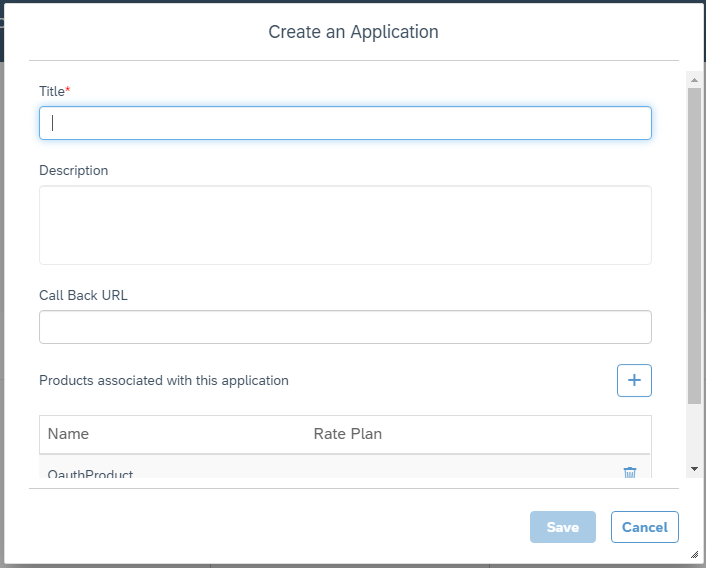 Create an Application
Title*
Description
Call Back URL
Products associated with this application
Name Rate Plan
OauthProduct
Save Cancel